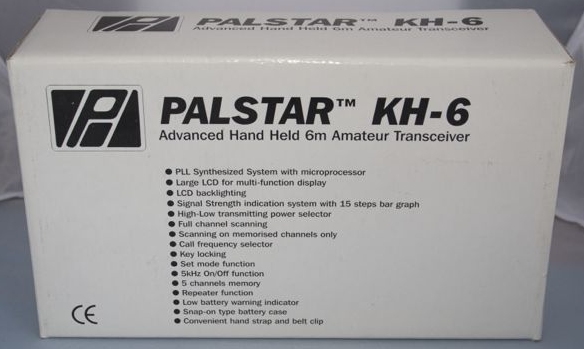 PALSTAR™ KH-6
Advanced Hand Held 6m Amateur Transceiver
PALSTAR™ KH-6
Advanced Hand Held 6m Amateur Transceiver
● PLL Synthesized System with microprocessor
● Large LCD for multi-function display
● LCD backlighting
● Signal Strength indication system with 15 steps bar graph
● High-Low transmitting power selector
● Full channel scanning
● Scanning on memorised channels only
● Call frequency selector
● Key locking
● Set mode function
● 5kHz On/Off function
● 5 channels memory
● Repeater function
● Low battery warning indicator
● Snap-on type battery case
● Convenient hand strap and belt clip
CE